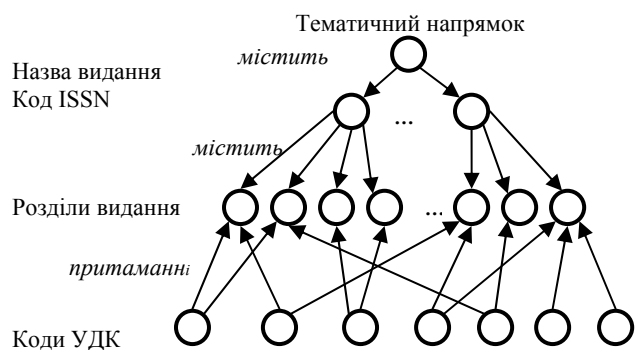 Тематичний напрямок
містить
Назва видання
Код ISSN
...
містить
Розділи видання
...
притаманні
Коди УДК